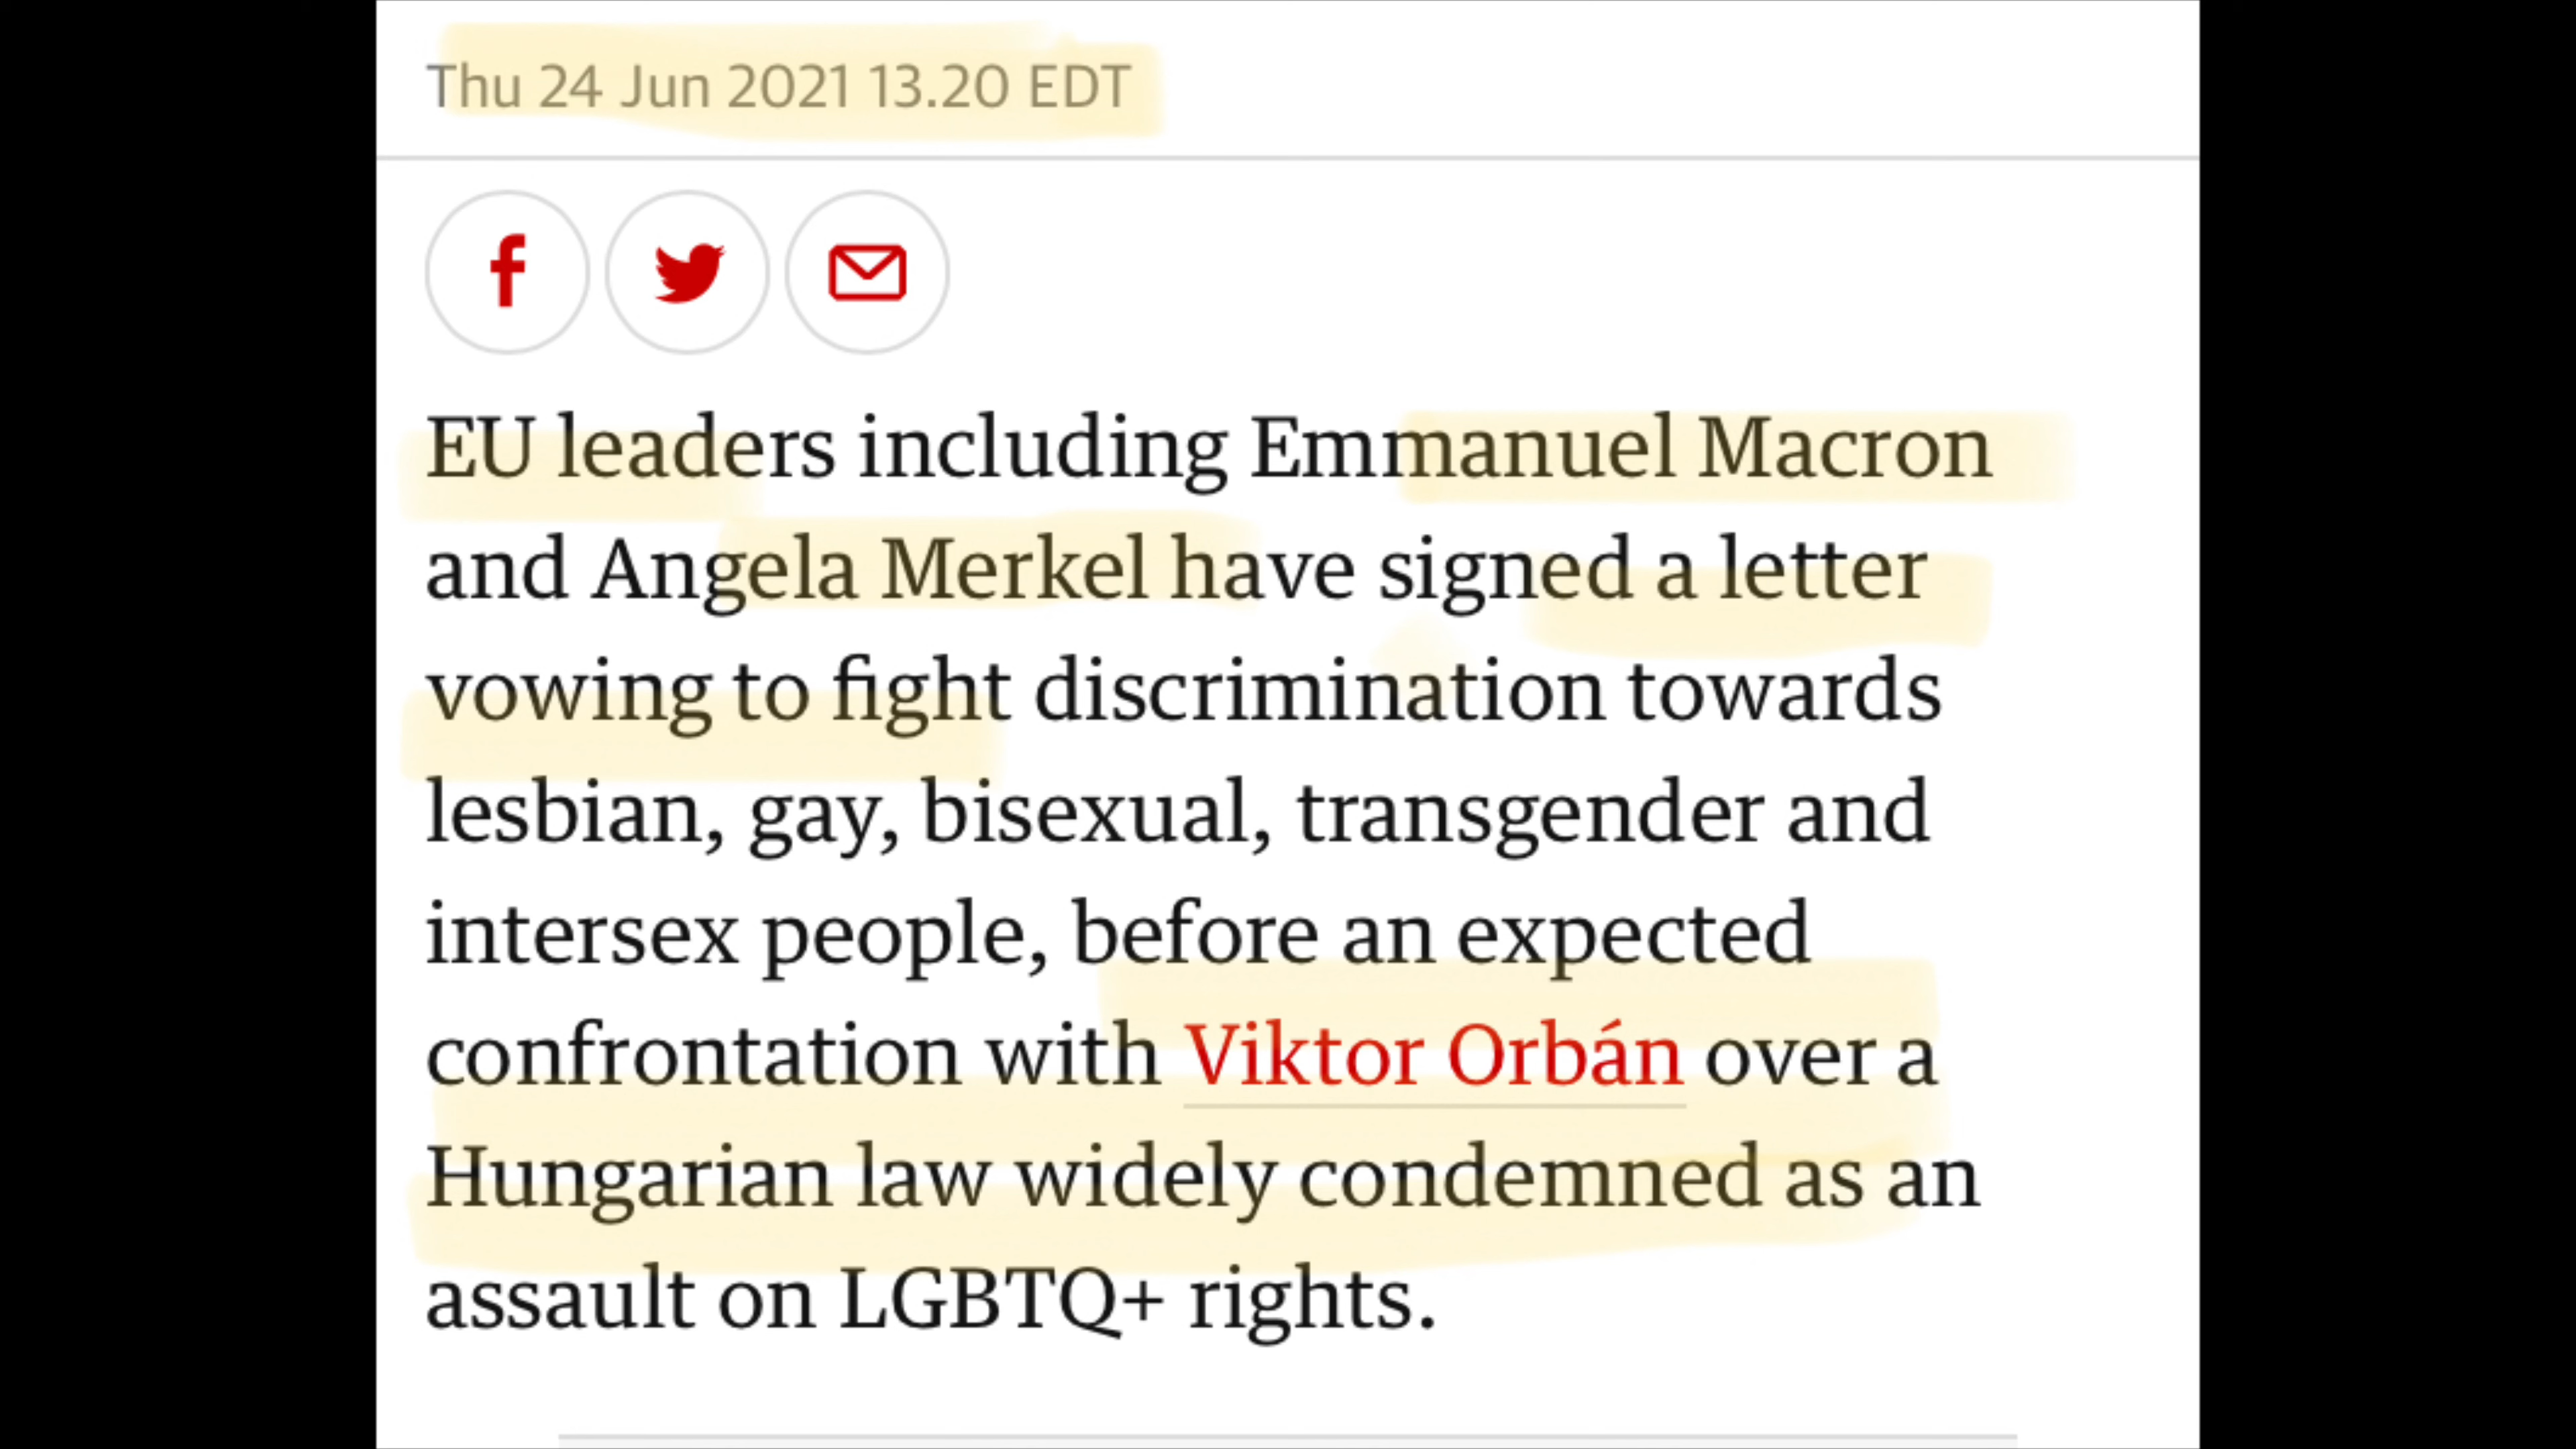 Thu 24 Jun 2021 13.20 EDT
EU leaders including Emmanuel Macron
and Angela Merkel have signed a letter
vowing to fight discrimination towards
lesbian, gay, bisexual, transgender and
intersex people, before an expected
confrontation with Viktor Orbán over a
Hungarian law widely condemned as an
assault on LGBTQ+ rights.